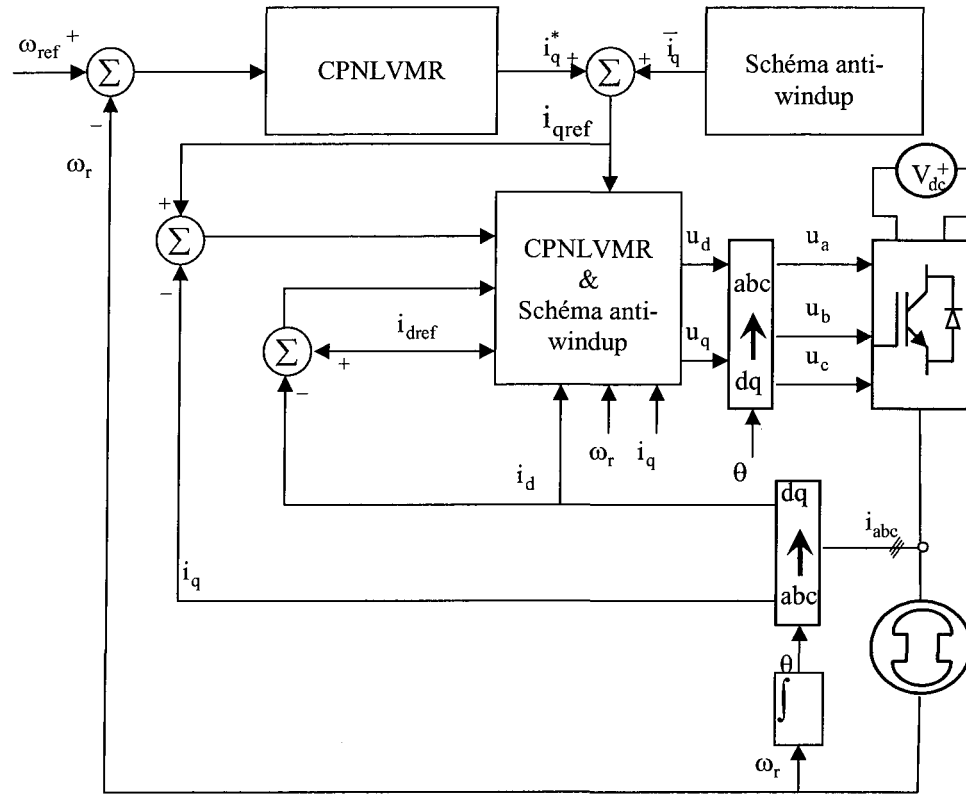 ω_ref +
Σ
−
ω_r
CPNLVMR
i_q^* +
Σ
+ i̅_q
Schéma anti-
windup
i_qref
+
Σ
−
CPNLVMR
&
Schéma anti-
windup
i_dref
Σ
+
−
u_d
u_q
abc
dq
θ
u_a
u_b
u_c
V_dc +
i_d
ω_r
i_q
dq
abc
i_abc
i_q
θ
∫
ω_r